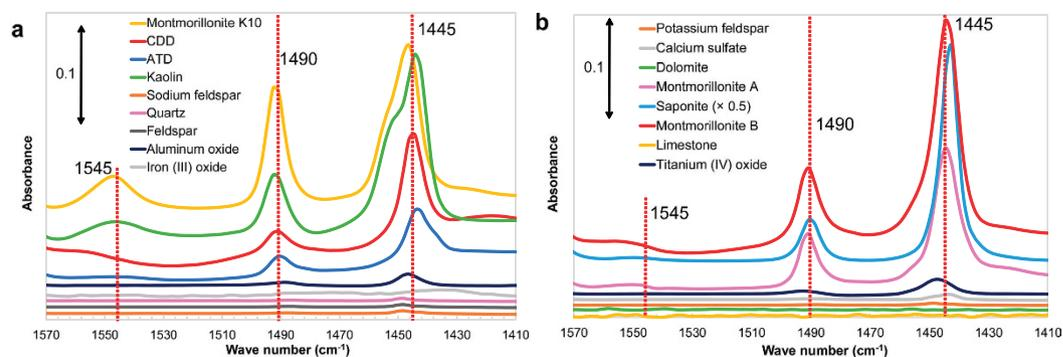 a
0.1
Absorbance
Montmorillonite K10
CDD
ATD
Kaolin
Sodium feldspar
Quartz
Feldspar
Aluminum oxide
Iron (III) oxide
1545
1490
1445
1570 1550 1530 1510 1490 1470 1450 1430 1410
Wave number (cm-1)
b
0.1
Absorbance
Potassium feldspar
Calcium sulfate
Dolomite
Montmorillonite A
Saponite (× 0.5)
Montmorillonite B
Limestone
Titanium (IV) oxide
1545
1490
1445
1570 1550 1530 1510 1490 1470 1450 1430 1410
Wave number (cm-1)